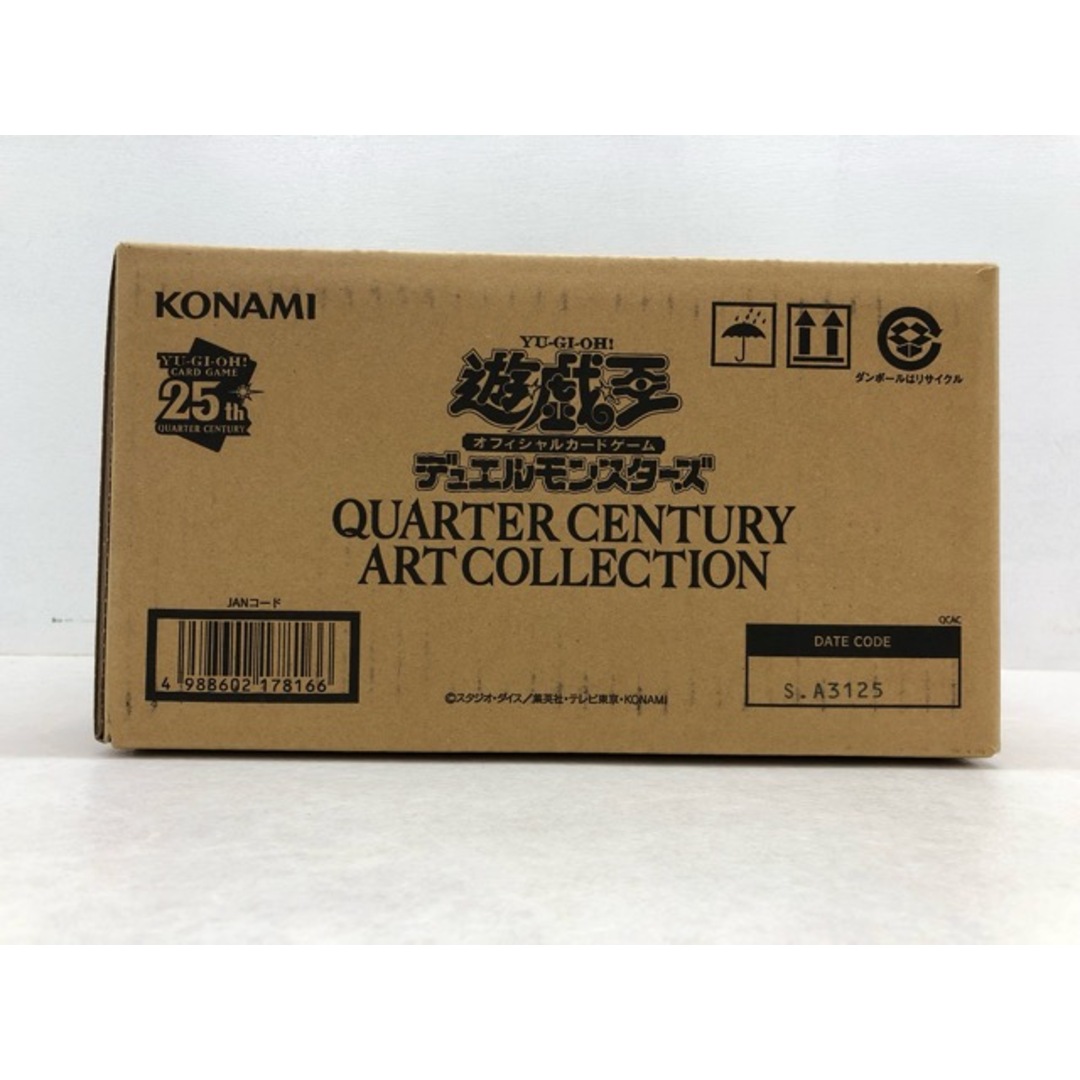 KONAMI
YU-GI-OH!
CARD GAME
25th
QUARTER CENTURY
YU-GI-OH!
遊戯王
オフィシャルカードゲーム
デュエルモンスターズ
QUARTER CENTURY
ART COLLECTION
ダンボールはリサイクル
JANコード
4 988602 178166
©スタジオ・ダイス/集英社・テレビ東京・KONAMI
QCAC
DATE CODE
S.A3125